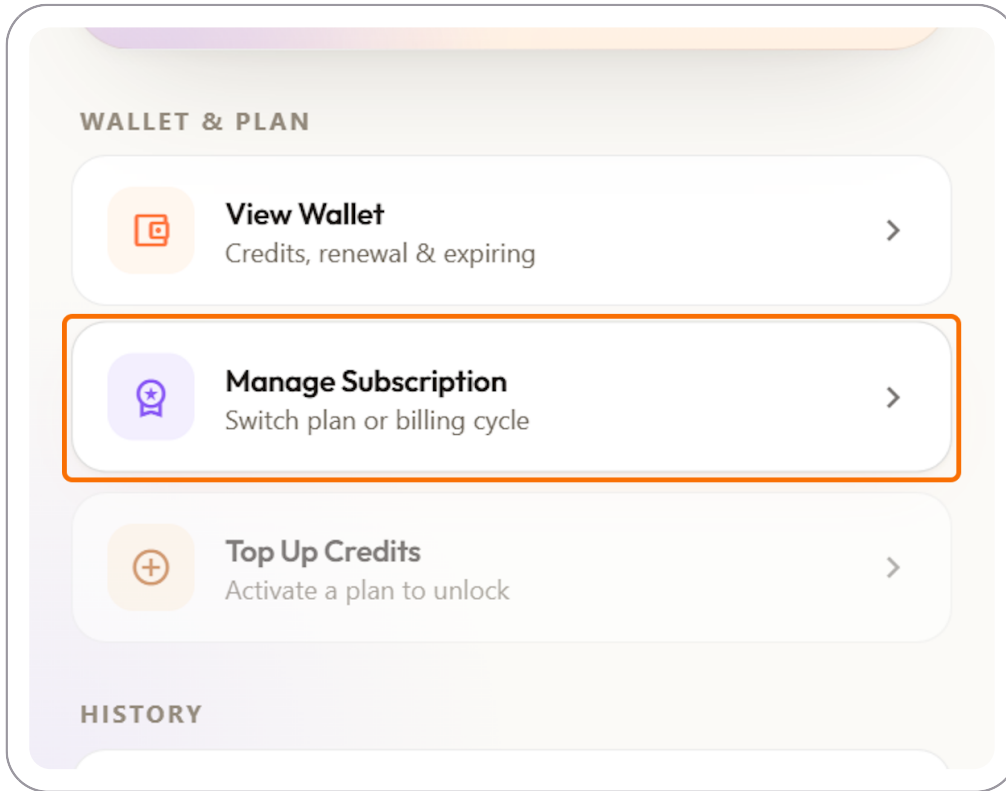 WALLET & PLAN
View Wallet
Credits, renewal & expiring
Manage Subscription
Switch plan or billing cycle
Top Up Credits
Activate a plan to unlock
HISTORY